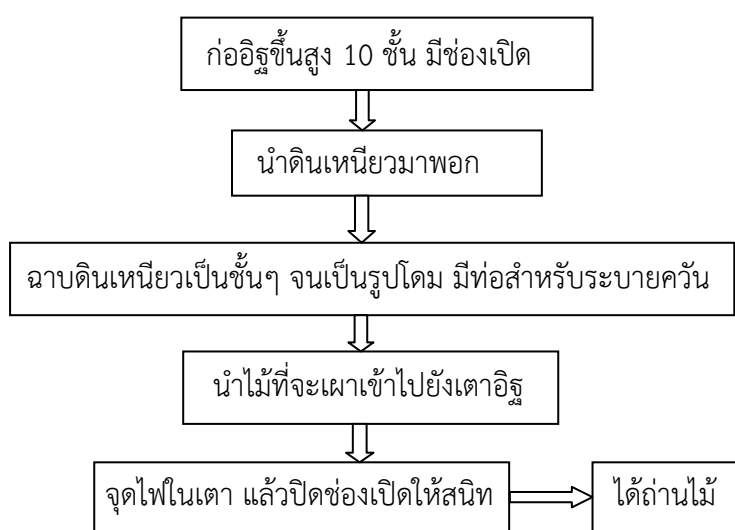 ก่ออิฐขึ้นสูง 10 ชั้น มีช่องเปิด
นำดินเหนียวมาพอก
ฉาบดินเหนียวเป็นชั้นๆ จนเป็นรูปโดม มีท่อสำหรับระบายควัน
นำไม้ที่จะเผาเข้าไปยังเตาอิฐ
จุดไฟในเตา แล้วปิดช่องเปิดให้สนิท
ได้ถ่านไม้